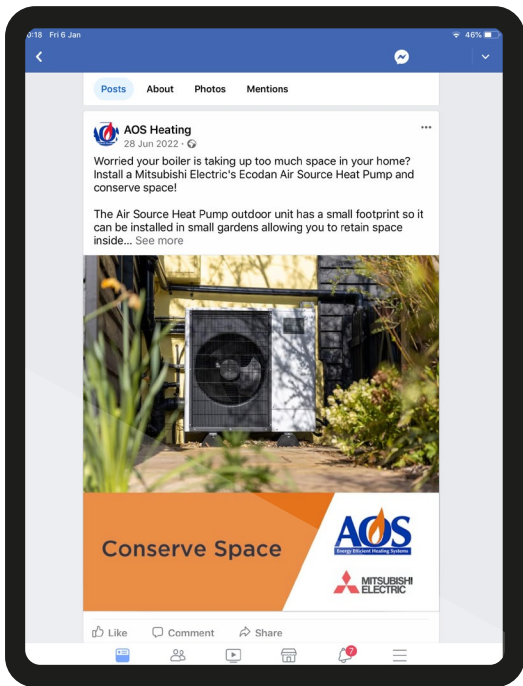 0:18 Fri 6 Jan
46%
Posts About Photos Mentions
AOS Heating
28 Jun 2022 ·
Worried your boiler is taking up too much space in your home?
Install a Mitsubishi Electric's Ecodan Air Source Heat Pump and
conserve space!
The Air Source Heat Pump outdoor unit has a small footprint so it
can be installed in small gardens allowing you to retain space
inside... See more
Conserve Space
AOS
Energy Efficient Heating Systems
MITSUBISHI
ELECTRIC
Like Comment Share
7